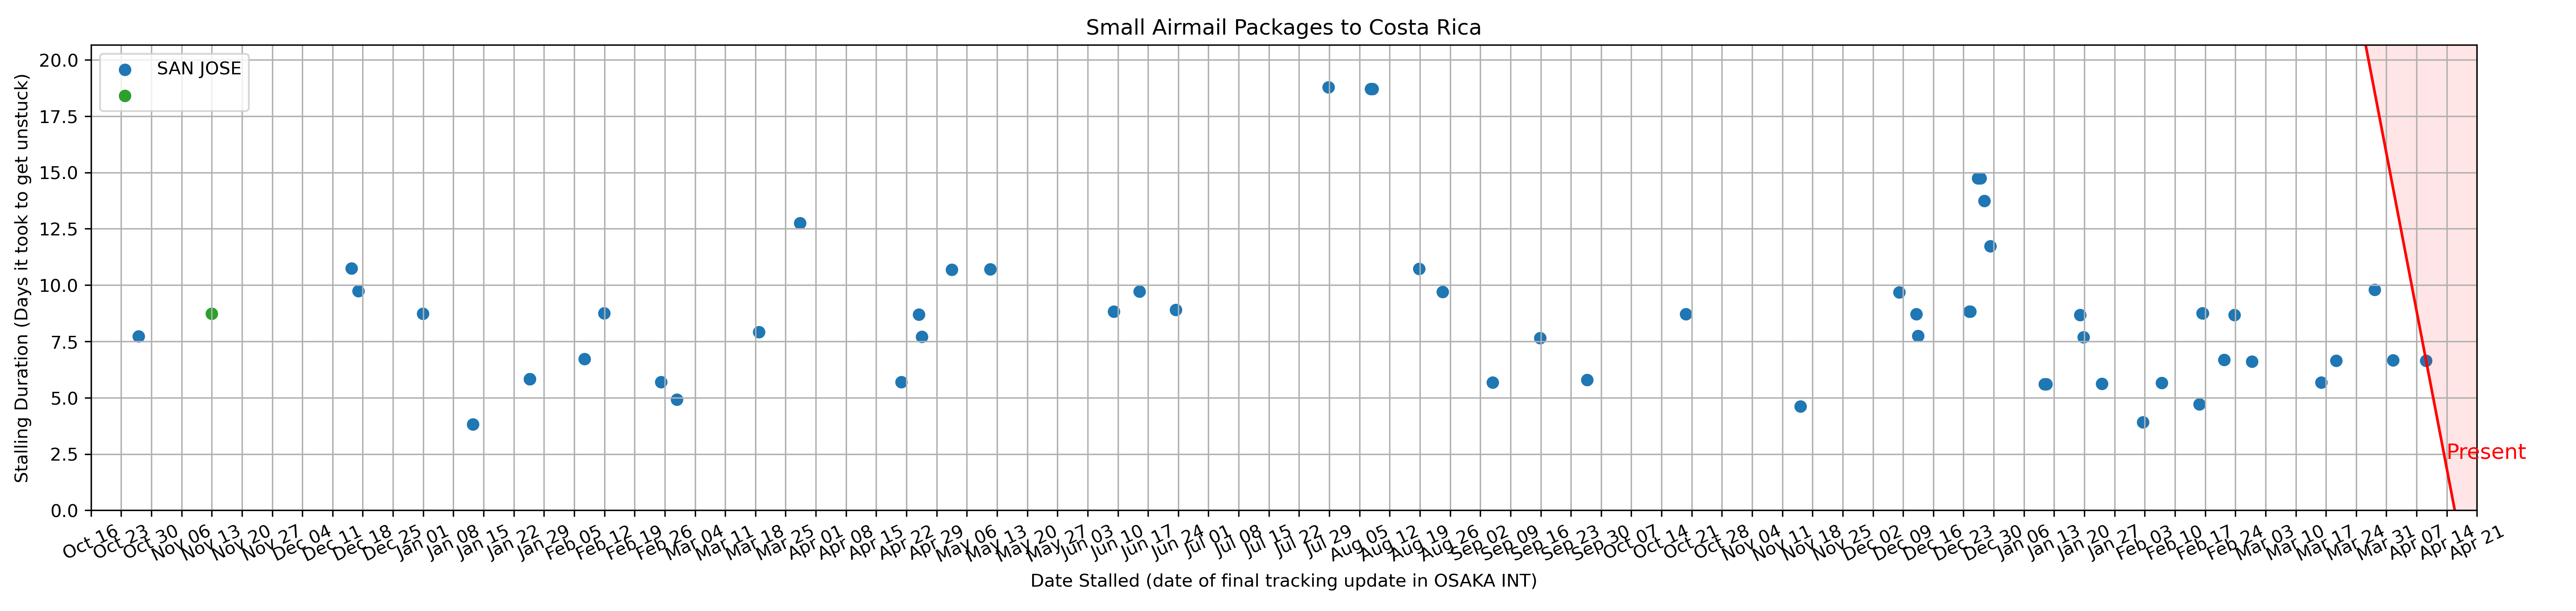 Small Airmail Packages to Costa Rica
SAN JOSE
20.0
17.5
15.0
12.5
10.0
7.5
5.0
2.5
0.0
Stalling Duration (Days it took to get unstuck)
Present
Oct 16
Oct 23
Oct 30
Nov 06
Nov 13
Nov 20
Nov 27
Dec 04
Dec 11
Dec 18
Dec 25
Jan 01
Jan 08
Jan 15
Jan 22
Jan 29
Feb 05
Feb 12
Feb 19
Feb 26
Mar 04
Mar 11
Mar 18
Mar 25
Apr 01
Apr 08
Apr 15
Apr 22
Apr 29
May 06
May 13
May 20
May 27
Jun 03
Jun 10
Jun 17
Jun 24
Jul 01
Jul 08
Jul 15
Jul 22
Jul 29
Aug 05
Aug 12
Aug 19
Aug 26
Sep 02
Sep 09
Sep 16
Sep 23
Sep 30
Oct 07
Oct 14
Oct 21
Oct 28
Nov 04
Nov 11
Nov 18
Nov 25
Dec 02
Dec 09
Dec 16
Dec 23
Dec 30
Jan 06
Jan 13
Jan 20
Jan 27
Feb 03
Feb 10
Feb 17
Feb 24
Mar 03
Mar 10
Mar 17
Mar 24
Mar 31
Apr 07
Apr 14
Apr 21
Date Stalled (date of final tracking update in OSAKA INT)